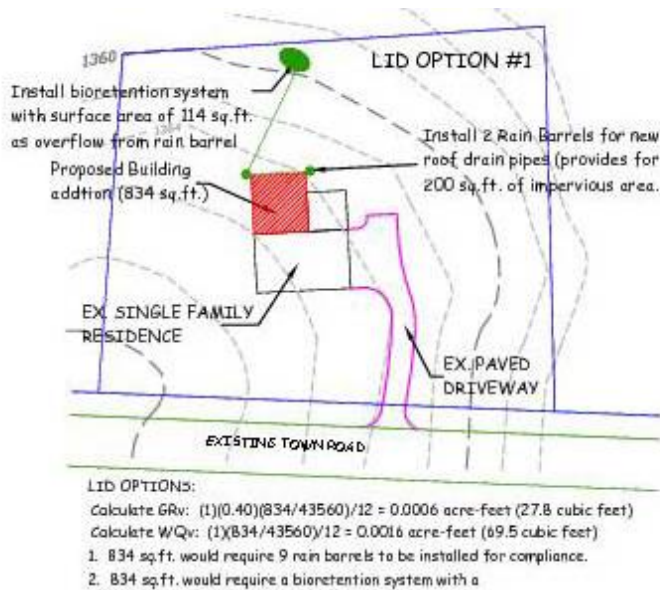 1360
LID OPTION #1
Install bioretention system
with surface area of 114 sq.ft.
as overflow from rain barrel
1364
Proposed Building
addtion (834 sq.ft.)
Install 2 Rain Barrels for new
roof drain pipes (provides for
200 sq.ft. of impervious area.
EX. SINGLE FAMILY
RESIDENCE
EX. PAVED
DRIVEWAY
EXISTING TOWN ROAD
LID OPTIONS:
Calculate GRv: (1)(0.40)(834/43560)/12 = 0.0006 acre-feet (27.8 cubic feet)
Calculate WQv: (1)(834/43560)/12 = 0.0016 acre-feet (69.5 cubic feet)
1. 834 sq.ft. would require 9 rain barrels to be installed for compliance.
2. 834 sq.ft. would require a bioretention system with a